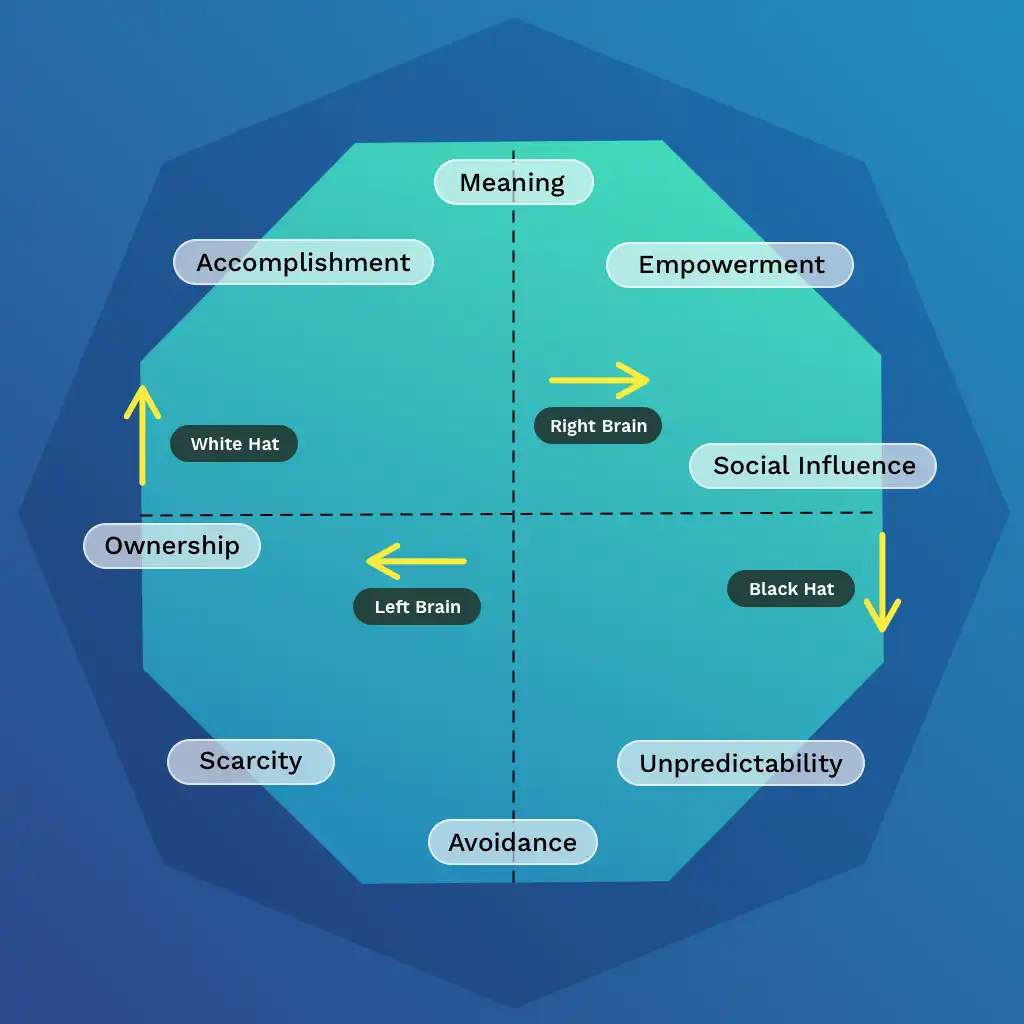 Meaning
Accomplishment
Empowerment
Right Brain
White Hat
Social Influence
Ownership
Left Brain
Black Hat
Scarcity
Unpredictability
Avoidance